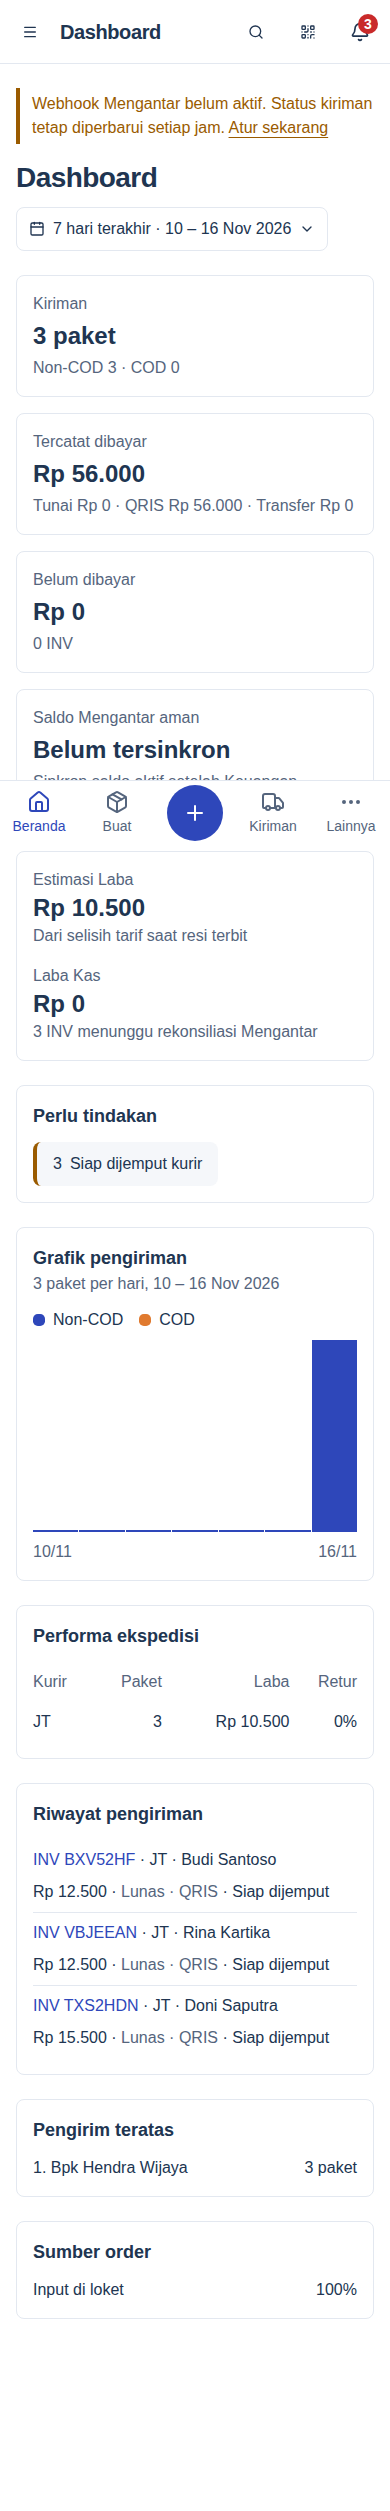 Dashboard
3
Webhook Mengantar belum aktif. Status kiriman
tetap diperbarui setiap jam. Atur sekarang
Dashboard
7 hari terakhir · 10 – 16 Nov 2026
Kiriman
3 paket
Non-COD 3 · COD 0
Tercatat dibayar
Rp 56.000
Tunai Rp 0 · QRIS Rp 56.000 · Transfer Rp 0
Belum dibayar
Rp 0
0 INV
Saldo Mengantar aman
Belum tersinkron
Beranda Buat Kiriman Lainnya
Estimasi Laba
Rp 10.500
Dari selisih tarif saat resi terbit
Laba Kas
Rp 0
3 INV menunggu rekonsiliasi Mengantar
Perlu tindakan
3 Siap dijemput kurir
Grafik pengiriman
3 paket per hari, 10 – 16 Nov 2026
Non-COD COD
10/11 16/11
Performa ekspedisi
Kurir Paket Laba Retur
JT 3 Rp 10.500 0%
Riwayat pengiriman
INV BXV52HF · JT · Budi Santoso
Rp 12.500 · Lunas · QRIS · Siap dijemput
INV VBJEEAN · JT · Rina Kartika
Rp 12.500 · Lunas · QRIS · Siap dijemput
INV TXS2HDN · JT · Doni Saputra
Rp 15.500 · Lunas · QRIS · Siap dijemput
Pengirim teratas
1. Bpk Hendra Wijaya 3 paket
Sumber order
Input di loket 100%